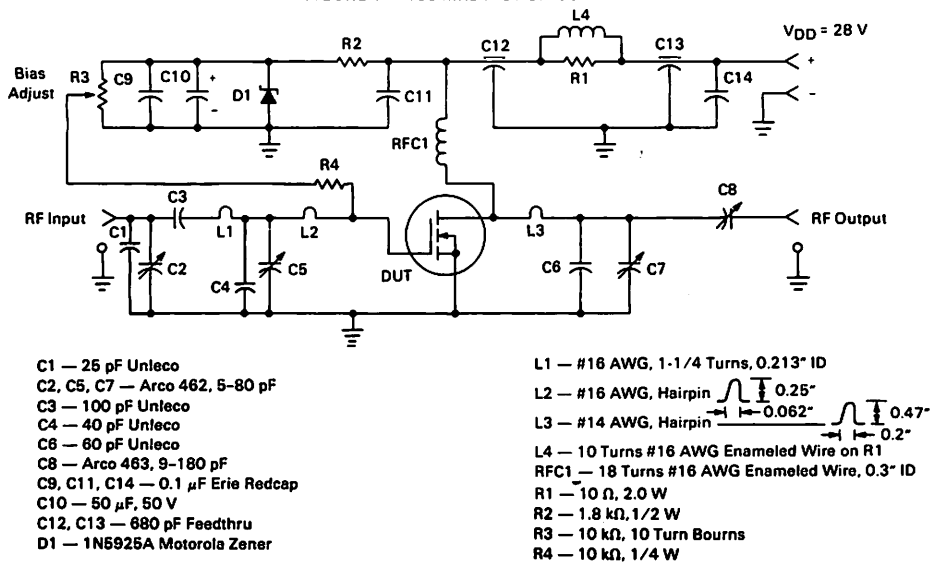 L4
R2
C12
C13
VDD = 28 V
+
Bias
Adjust
R3
C9
C10
+
-
D1
C11
R1
C14
-
RFC1
R4
C3
C8
RF Input
C1
L1
L2
L3
RF Output
C2
C4
C5
DUT
C6
C7
C1 — 25 pF Unleco
C2, C5, C7 — Arco 462, 5-80 pF
C3 — 100 pF Unleco
C4 — 40 pF Unleco
C6 — 60 pF Unleco
C8 — Arco 463, 9-180 pF
C9, C11, C14 — 0.1 μF Erie Redcap
C10 — 50 μF, 50 V
C12, C13 — 680 pF Feedthru
D1 — 1N5925A Motorola Zener
L1 — #16 AWG, 1-1/4 Turns, 0.213" ID
L2 — #16 AWG, Hairpin 0.25"
0.062"
L3 — #14 AWG, Hairpin 0.47"
0.2"
L4 — 10 Turns #16 AWG Enameled Wire on R1
RFC1 — 18 Turns #16 AWG Enameled Wire, 0.3" ID
R1 — 10 Ω, 2.0 W
R2 — 1.8 kΩ, 1/2 W
R3 — 10 kΩ, 10 Turn Bourns
R4 — 10 kΩ, 1/4 W